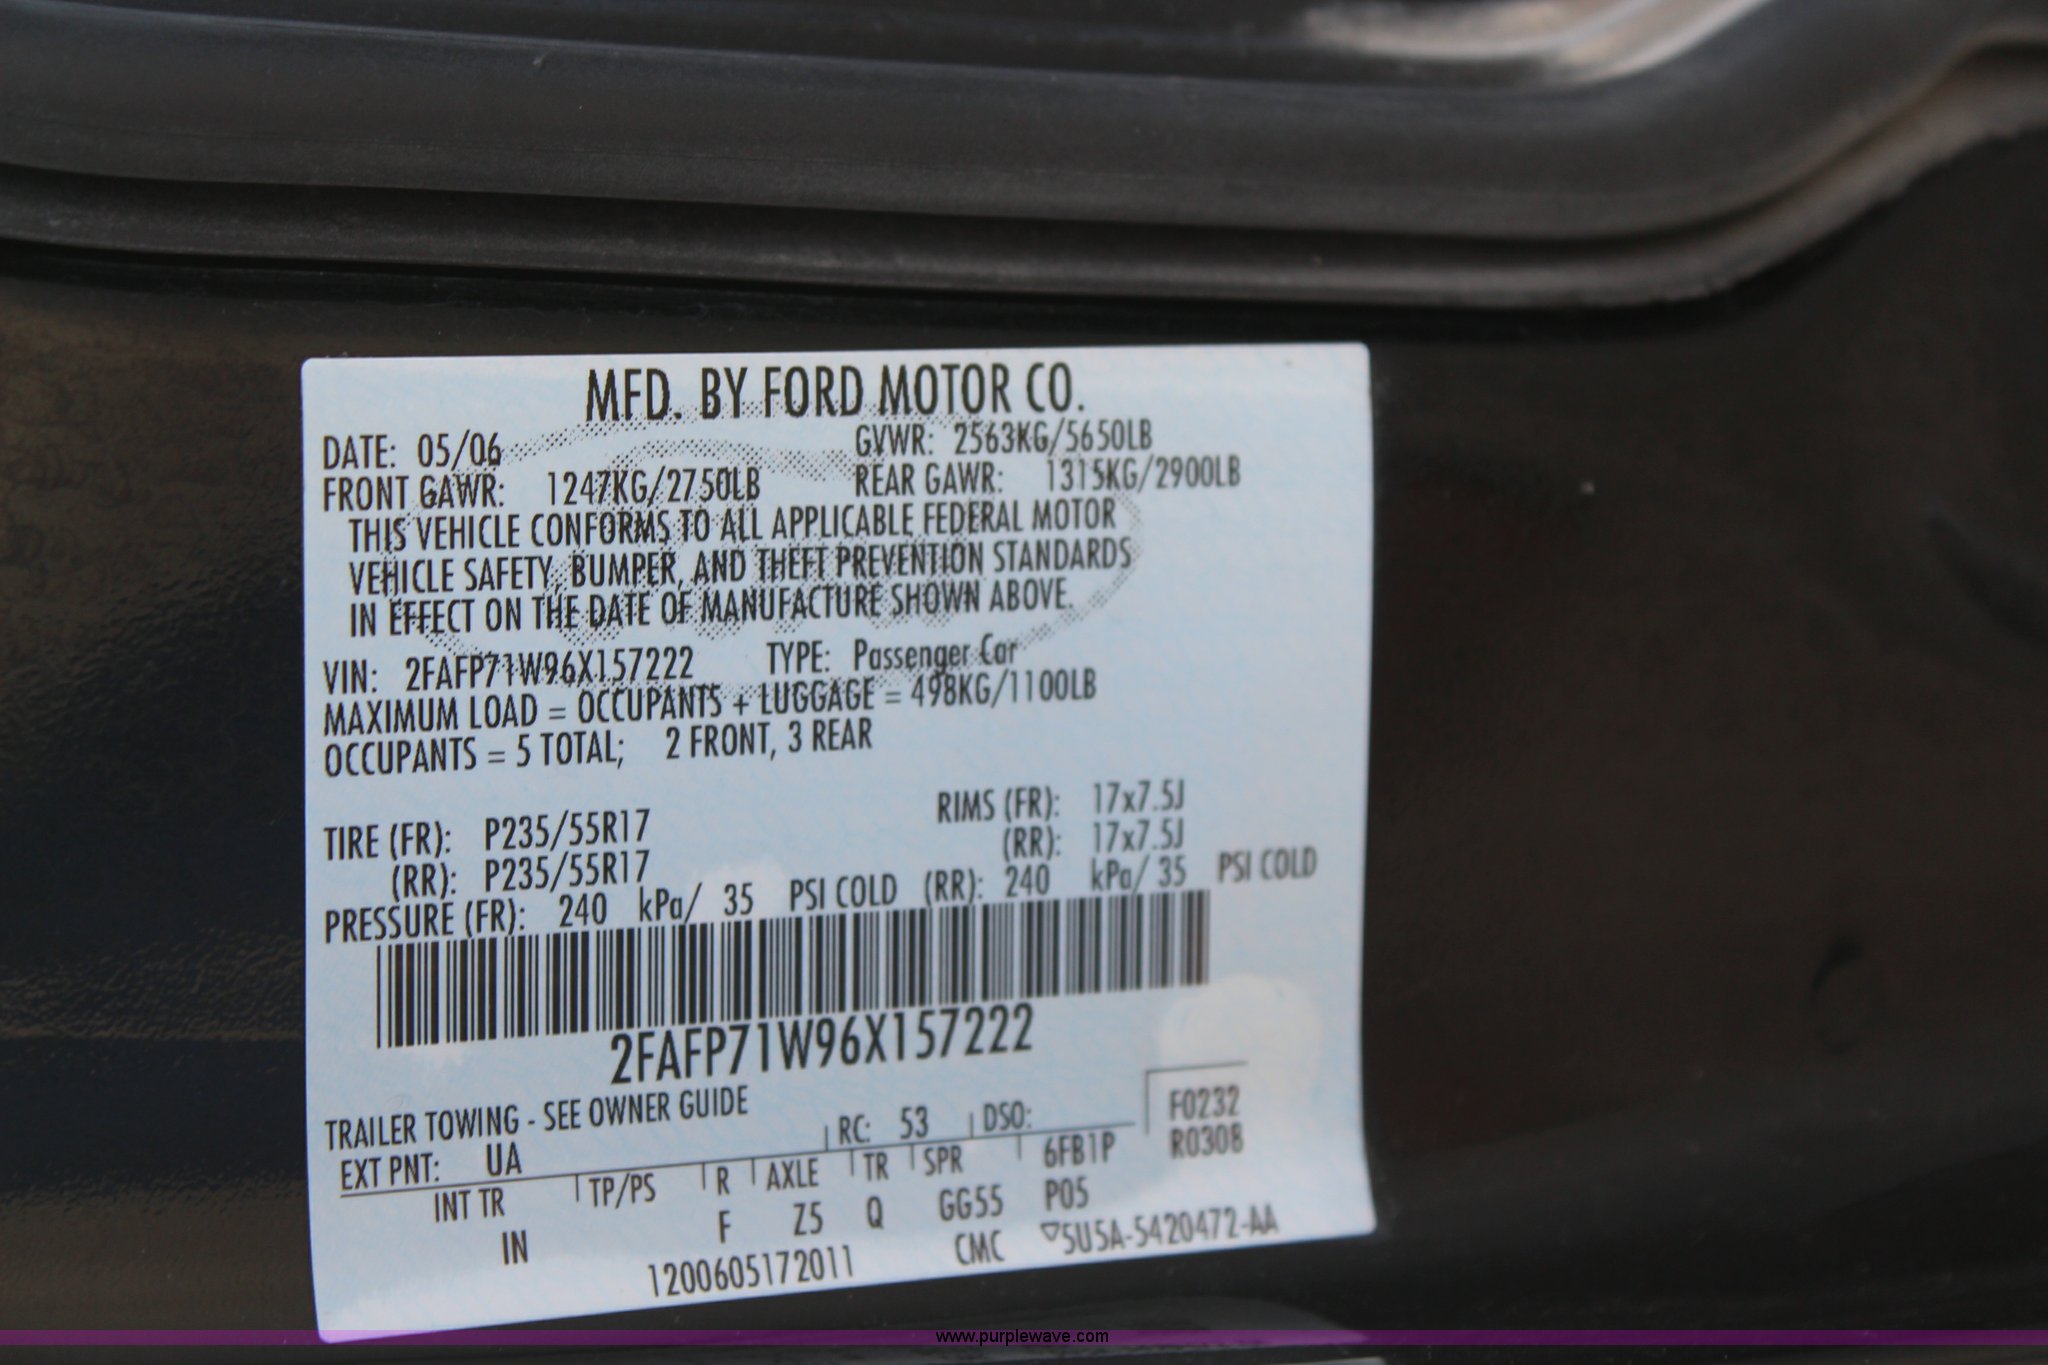 MFD. BY FORD MOTOR CO.
DATE: 05/06 GVWR: 2563KG/5650LB
FRONT GAWR: 1247KG/2750LB REAR GAWR: 1315KG/2900LB
THIS VEHICLE CONFORMS TO ALL APPLICABLE FEDERAL MOTOR
VEHICLE SAFETY, BUMPER, AND THEFT PREVENTION STANDARDS
IN EFFECT ON THE DATE OF MANUFACTURE SHOWN ABOVE.
VIN: 2FAFP71W96X157222 TYPE: Passenger Car
MAXIMUM LOAD = OCCUPANTS + LUGGAGE = 498KG/1100LB
OCCUPANTS = 5 TOTAL; 2 FRONT, 3 REAR
TIRE (FR): P235/55R17 RIMS (FR): 17x7.5J
(RR): P235/55R17 (RR): 17x7.5J
PRESSURE (FR): 240 kPa/ 35 PSI COLD (RR): 240 kPa/ 35 PSI COLD
2FAFP71W96X157222
TRAILER TOWING - SEE OWNER GUIDE
EXT PNT: UA RC: 53 DSO: F0232
R0308
INT TR TP/PS R AXLE TR SPR 6FB1P
IN F Z5 Q GG55 P05
1200605172011 CMC ▽5U5A-5420472-AA
www.purplewave.com